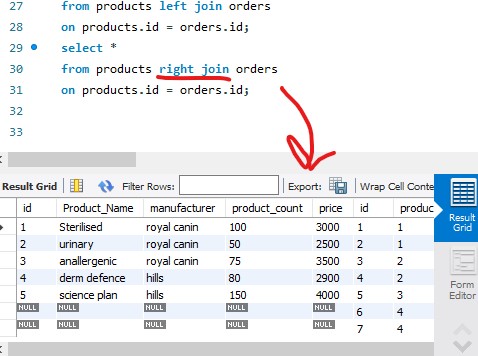 27 from products left join orders
28 on products.id = orders.id;
29 select *
30 from products right join orders
31 on products.id = orders.id;
32
33
Result Grid Filter Rows: Export: Wrap Cell Conte
id Product_Name manufacturer product_count price id produc
1 Sterilised royal canin 100 3000 1 1
2 urinary royal canin 50 2500 2 1
3 anallergenic royal canin 75 3500 3 2
4 derm defence hills 80 2900 4 2
5 science plan hills 150 4000 5 3
NULL NULL NULL NULL NULL 6 4
NULL NULL NULL NULL NULL 7 4
Result
Grid
Form
Editor